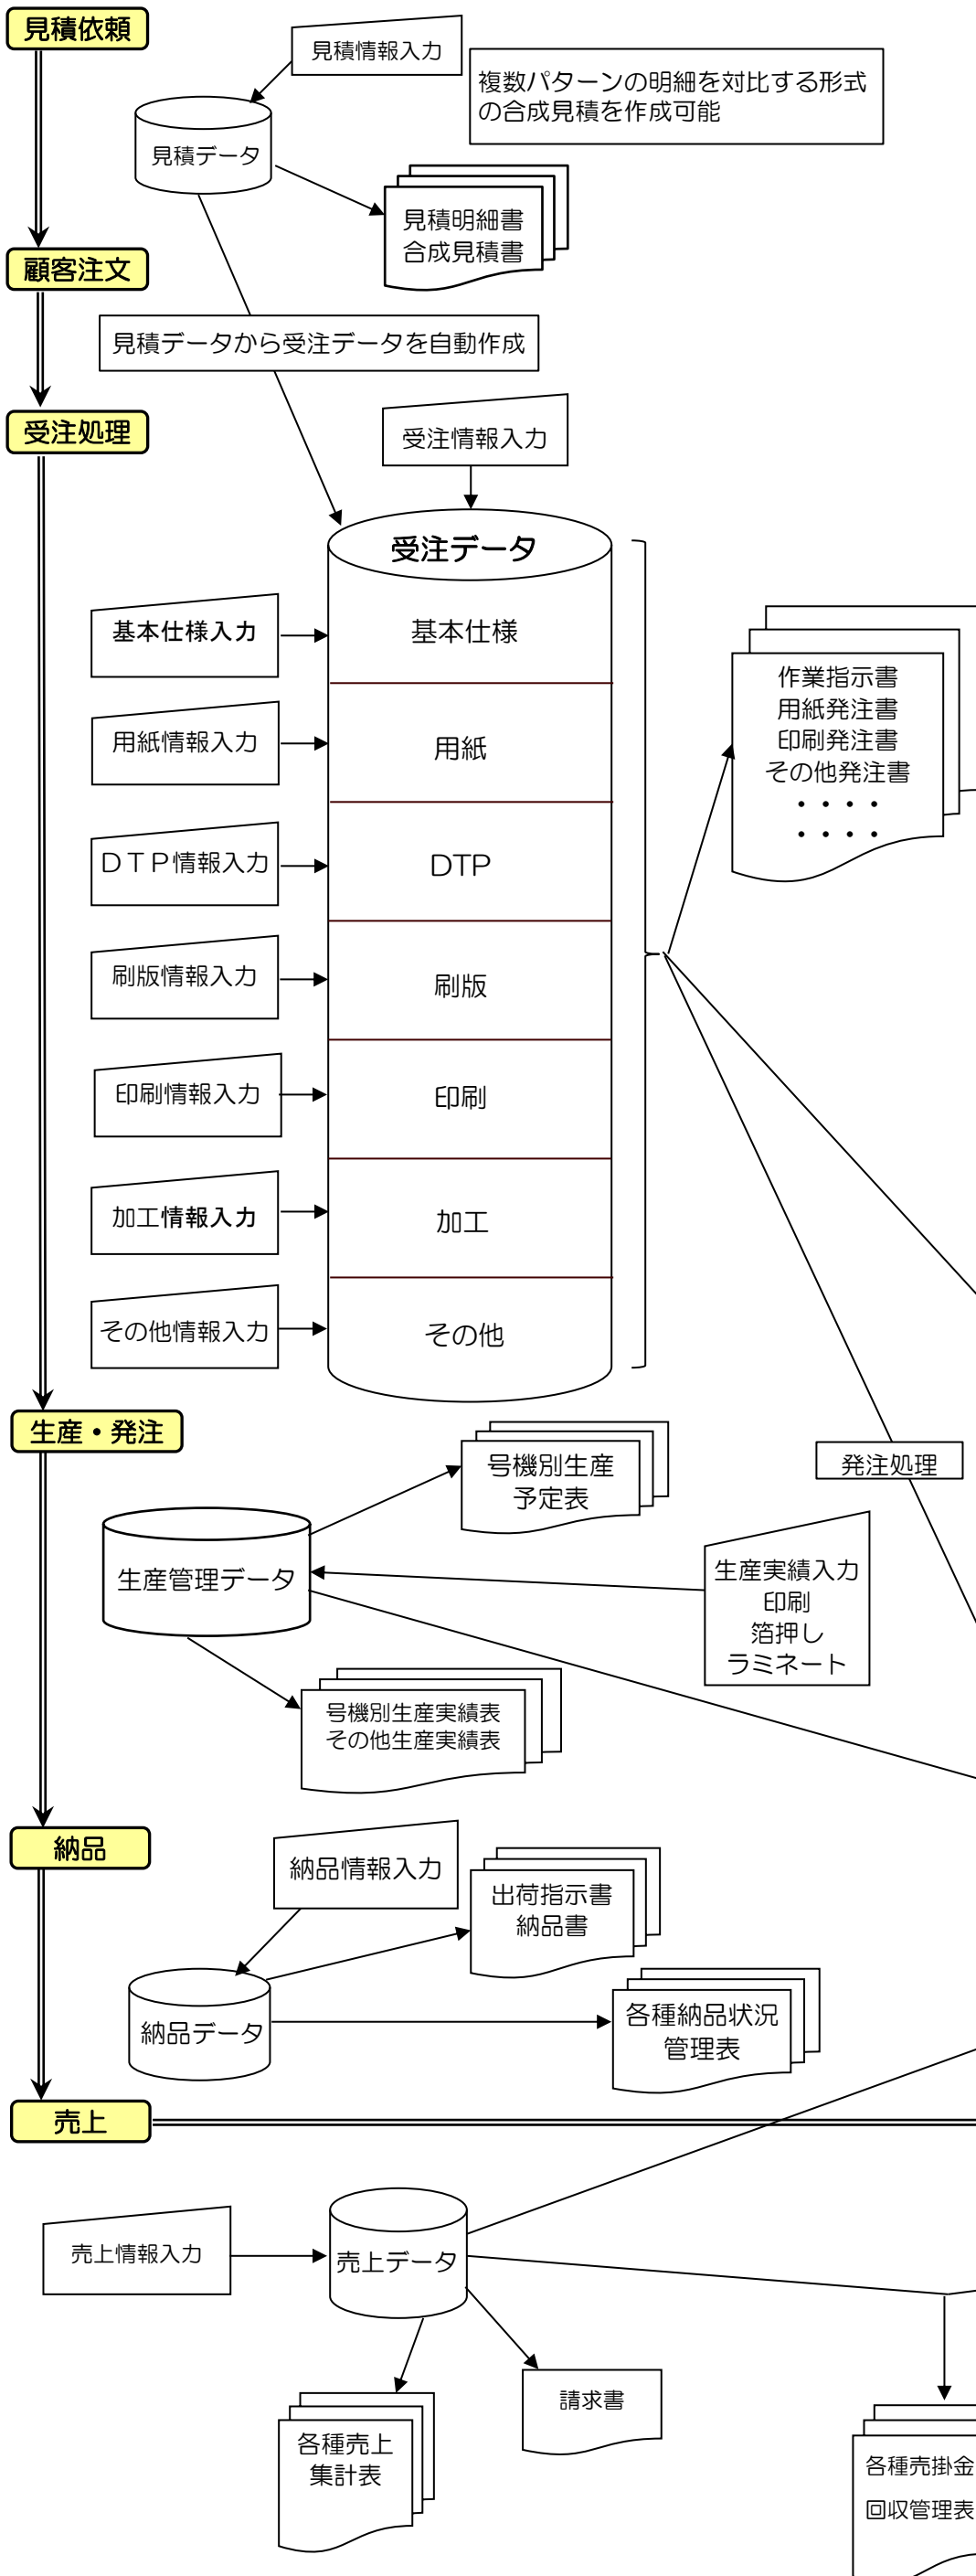 見積依頼
見積情報入力
複数パターンの明細を対比する形式
の合成見積を作成可能
見積データ
見積明細書
合成見積書
顧客注文
見積データから受注データを自動作成
受注処理
受注情報入力
受注データ
基本仕様入力
基本仕様
作業指示書
用紙発注書
印刷発注書
その他発注書
・・・・
・・・・
用紙情報入力
用紙
ＤＴＰ情報入力
DTP
刷版情報入力
刷版
印刷情報入力
印刷
加工情報入力
加工
その他情報入力
その他
生産・発注
号機別生産
予定表
発注処理
生産管理データ
生産実績入力
印刷
箔押し
ラミネート
号機別生産実績表
その他生産実績表
納品
納品情報入力
出荷指示書
納品書
納品データ
各種納品状況
管理表
売上
売上情報入力
売上データ
請求書
各種売上
集計表
各種売掛金
回収管理表